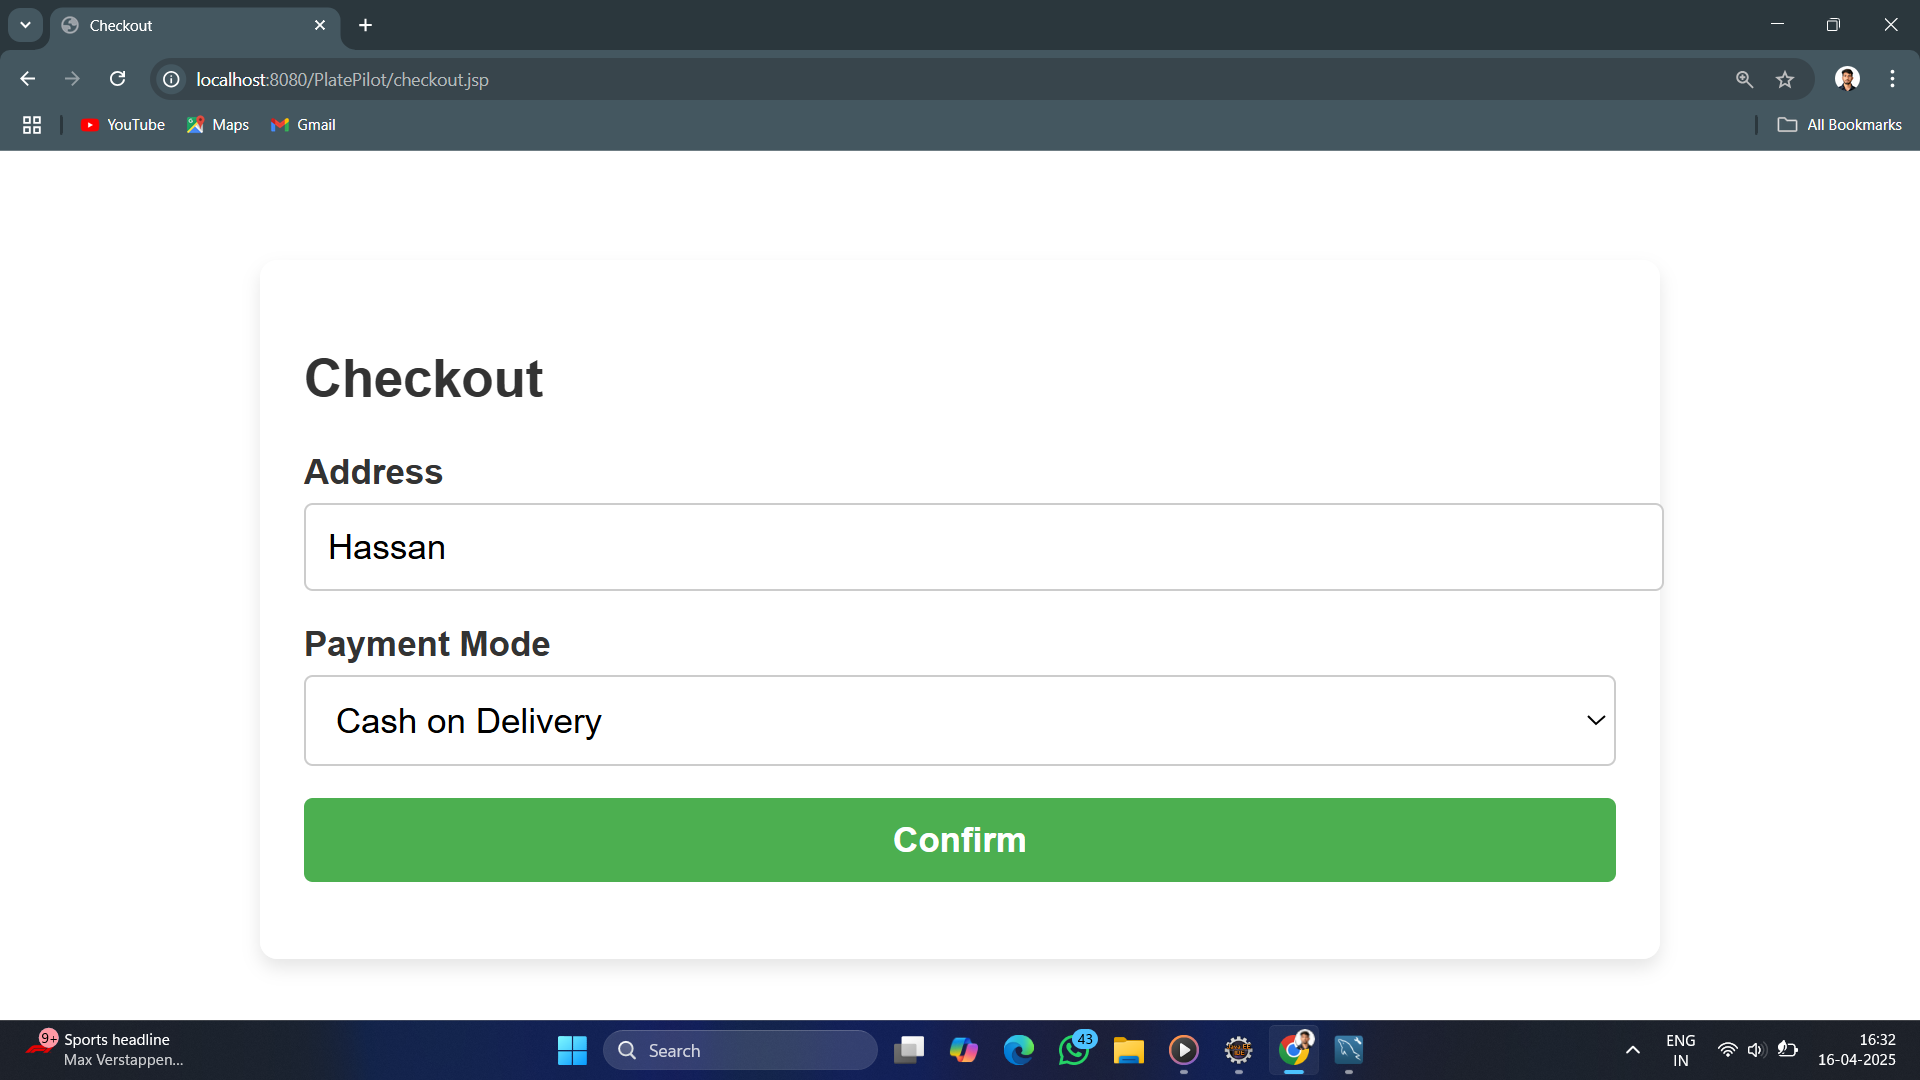 Checkout
localhost:8080/PlatePilot/checkout.jsp
YouTube
Maps
Gmail
All Bookmarks
Checkout
Address
Hassan
Payment Mode
Cash on Delivery
Confirm
9+
Sports headline
Max Verstappen...
Search
43
ENG
IN
16:32
16-04-2025